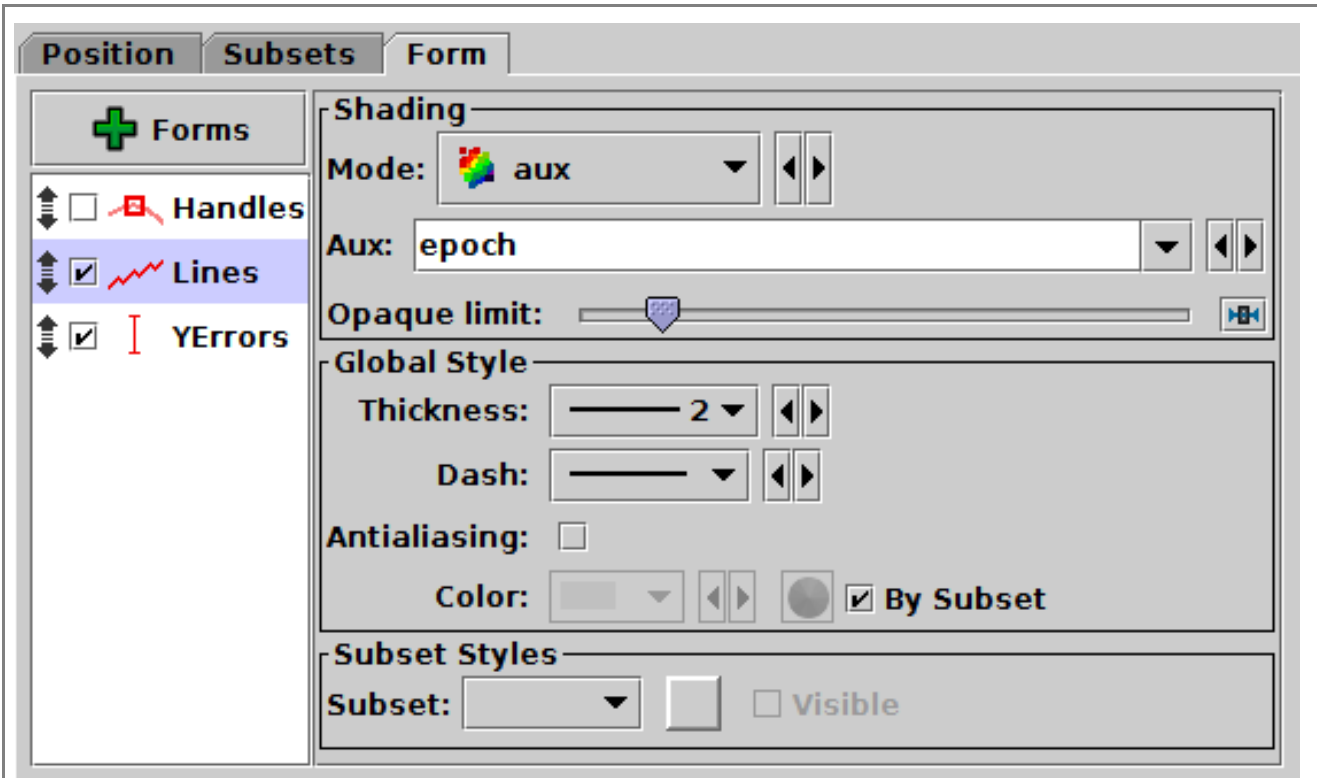 Position Subsets Form
Forms
Handles
Lines
YErrors
Shading
Mode: aux
Aux: epoch
Opaque limit:
Global Style
Thickness: 2
Dash:
Antialiasing:
Color: By Subset
Subset Styles
Subset: Visible